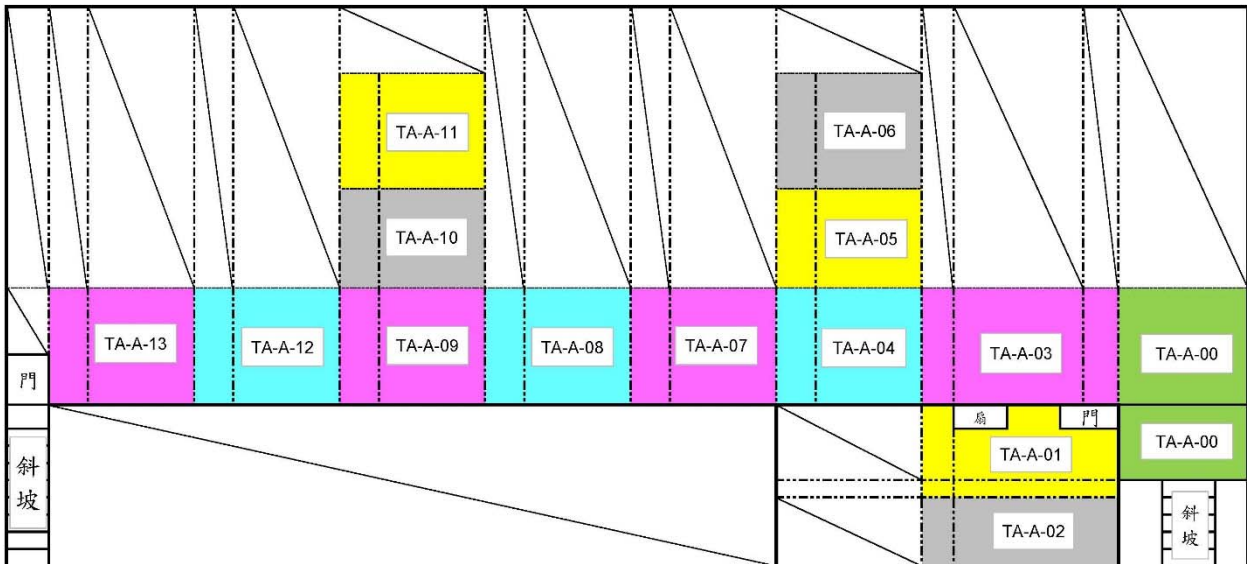 TA-A-11
TA-A-06
TA-A-10
TA-A-05
TA-A-13
TA-A-12
TA-A-09
TA-A-08
TA-A-07
TA-A-04
TA-A-03
TA-A-00
門
扇
門
TA-A-01
TA-A-00
斜
坡
TA-A-02
斜
坡